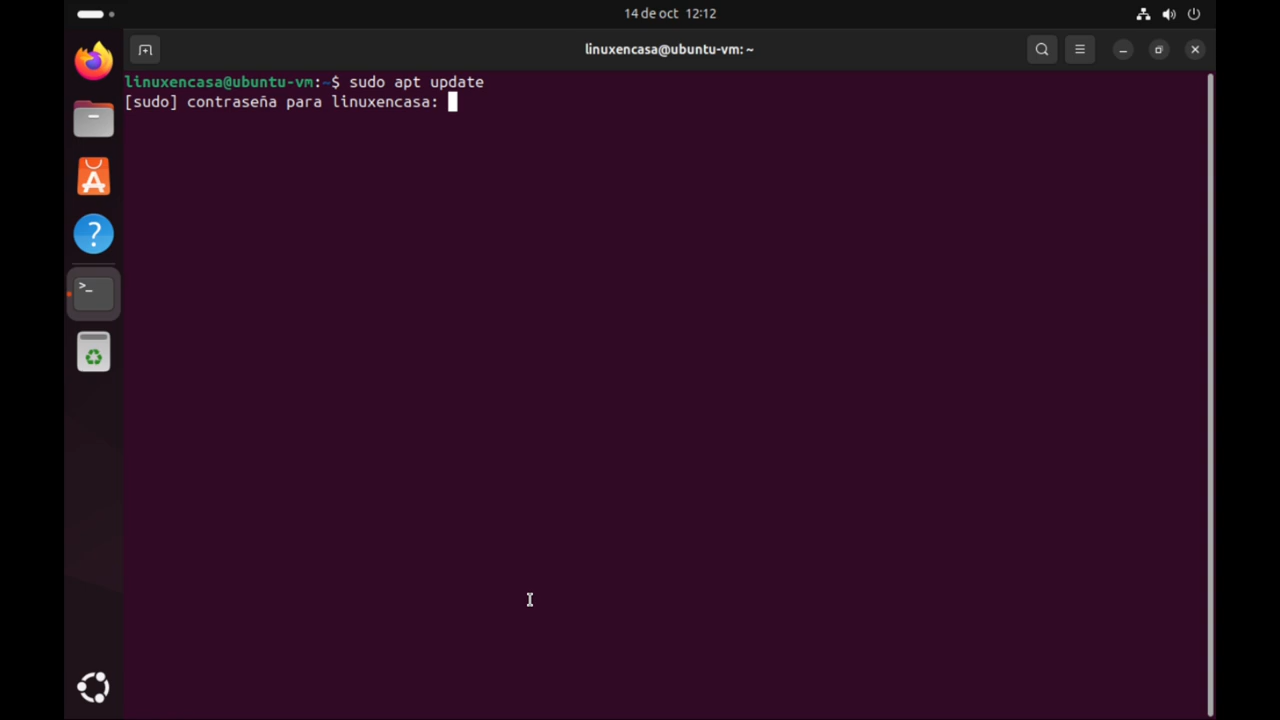 14 de oct 12:12
linuxencasa@ubuntu-vm: ~
linuxencasa@ubuntu-vm:~$ sudo apt update
[sudo] contraseña para linuxencasa: